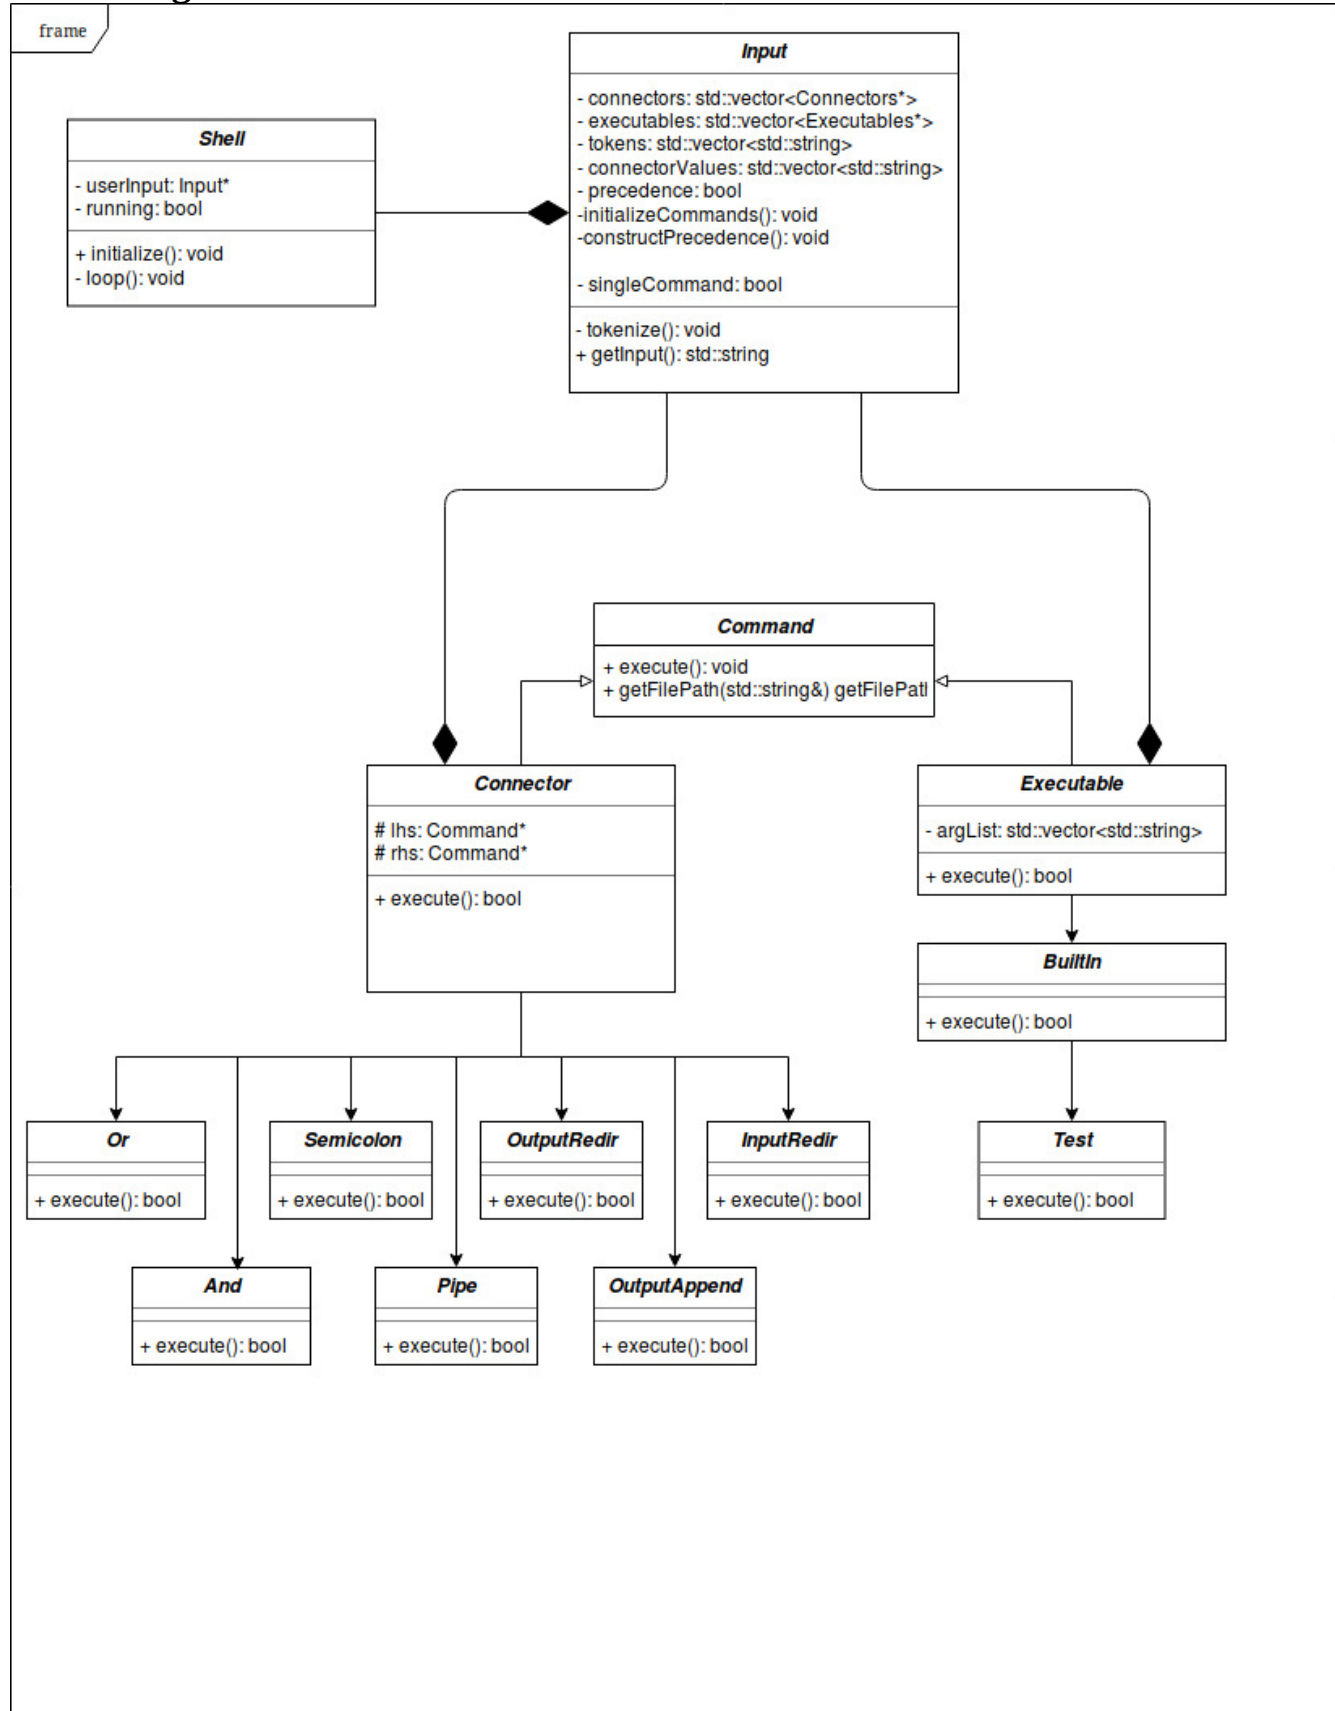 frame
Input
- connectors: std::vector<Connectors*>
- executables: std::vector<Executables*>
- tokens: std::vector<std::string>
- connectorValues: std::vector<std::string>
- precedence: bool
-initializeCommands(): void
-constructPrecedence(): void
- singleCommand: bool
- tokenize(): void
+ getInput(): std::string
Shell
- userInput: Input*
- running: bool
+ initialize(): void
- loop(): void
Command
+ execute(): void
+ getFilePath(std::string&)
Connector
# lhs: Command*
# rhs: Command*
+ execute(): bool
Executable
- argList: std::vector<std::string>
+ execute(): bool
BuiltIn
+ execute(): bool
Or
+ execute(): bool
Semicolon
+ execute(): bool
OutputRedir
+ execute(): bool
InputRedir
+ execute(): bool
Test
+ execute(): bool
And
+ execute(): bool
Pipe
+ execute(): bool
OutputAppend
+ execute(): bool